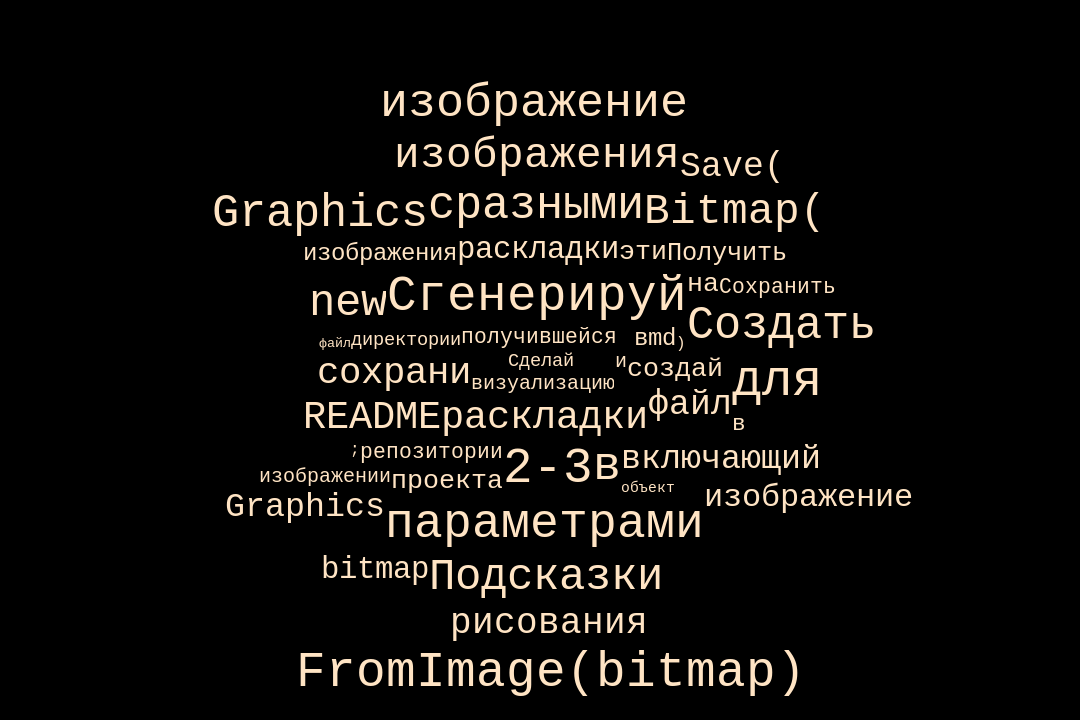 изображение
изображения Save(
Graphics сразными Bitmap(
изображения раскладки эти Получить
new Сгенерируй на Сохранить
файл директории получившейся вmd ) Создать
сохрани Сделай визуализацию и создай для
README раскладки файл в
; репозитории 2-3 в включающий
изображении проекта объект изображение
Graphics параметрами
bitmap Подсказки
рисования
FromImage(bitmap)